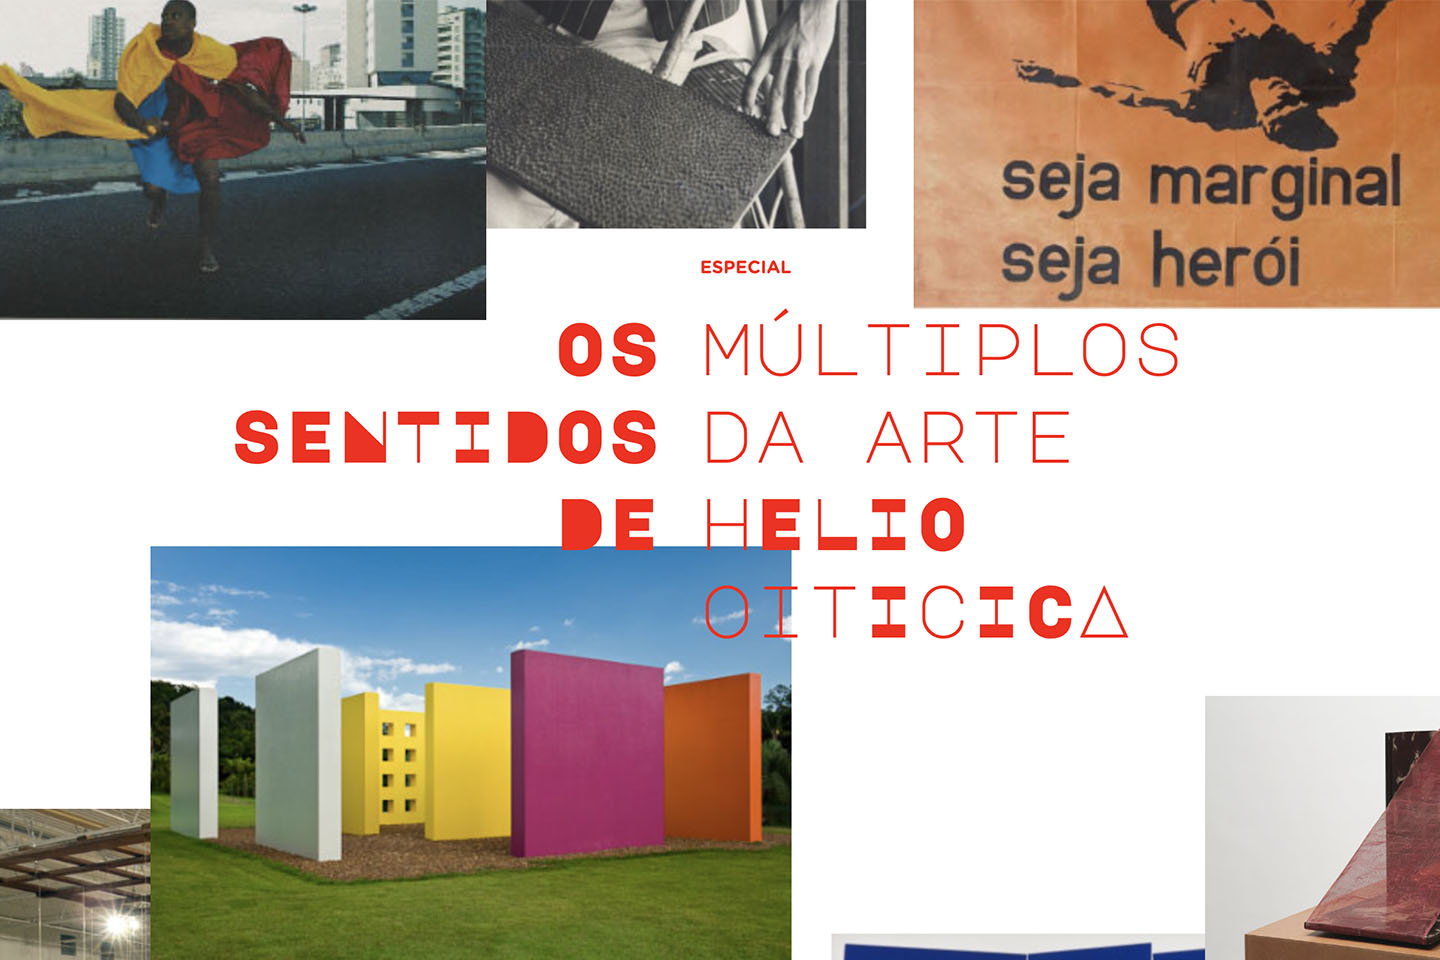 seja marginal
seja herói
ESPECIAL
OS MÚLTIPLOS
SENTIDOS DA ARTE
DE HELIO
OITICICA